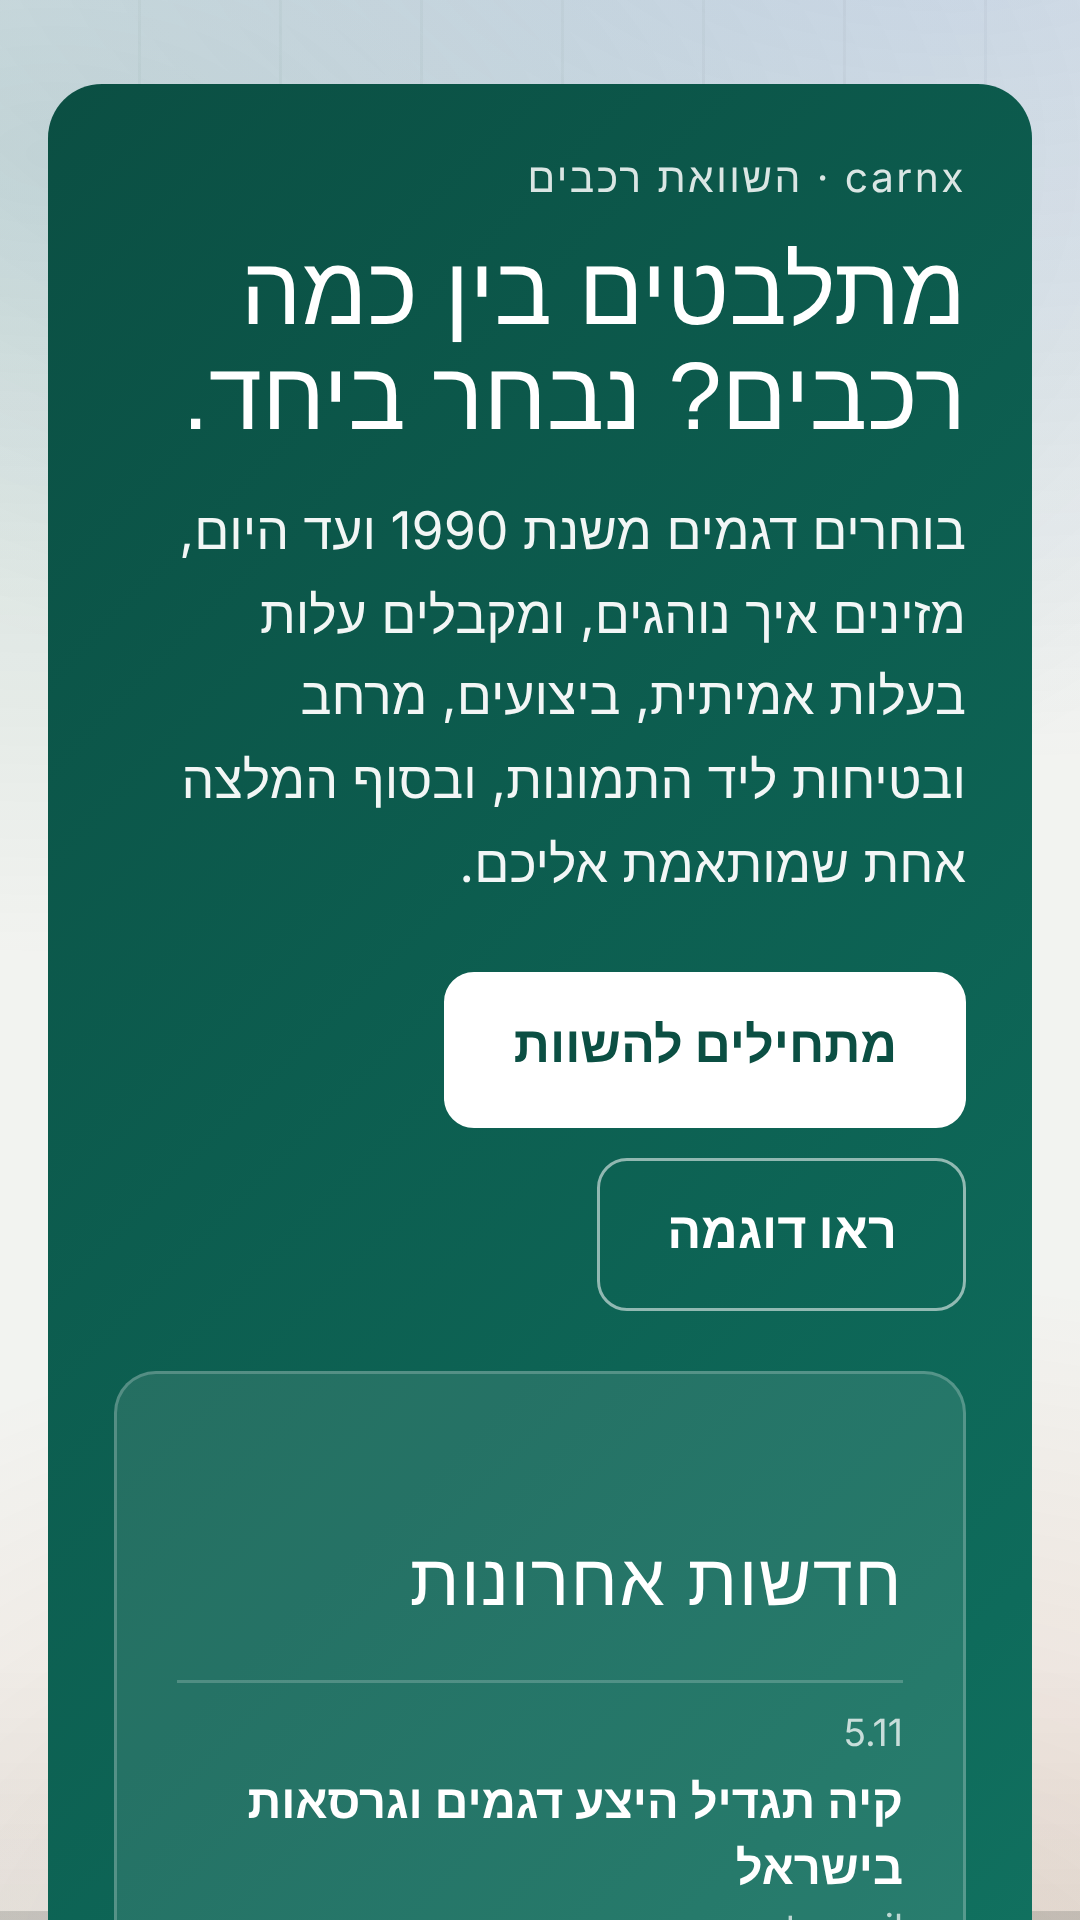 carnx · השוואת רכבים
מתלבטים בין כמה
רכבים? נבחר ביחד.
בוחרים דגמים משנת 1990 ועד היום,
מזינים איך נוהגים, ומקבלים עלות
בעלות אמיתית, ביצועים, מרחב
ובטיחות ליד התמונות, ובסוף המלצה
אחת שמותאמת אליכם.
מתחילים להשוות
ראו דוגמה
חדשות אחרונות
5.11
קיה תגדיל היצע דגמים וגרסאות
בישראל